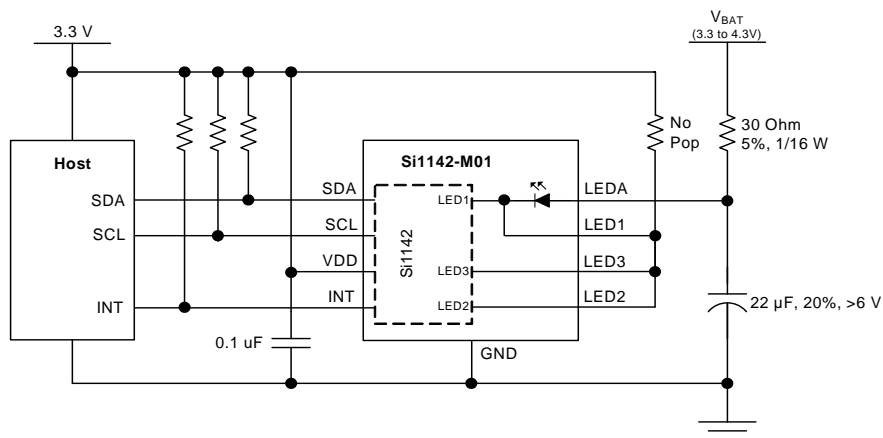 3.3 V
V_BAT
(3.3 to 4.3V)
No
Pop
30 Ohm
5%, 1/16 W
Host
Si1142-M01
SDA
SDA
LED1
LEDA
SCL
SCL
LED1
Si1142
VDD
LED3
LED3
INT
INT
LED2
LED2
22 µF, 20%, >6 V
0.1 uF
GND